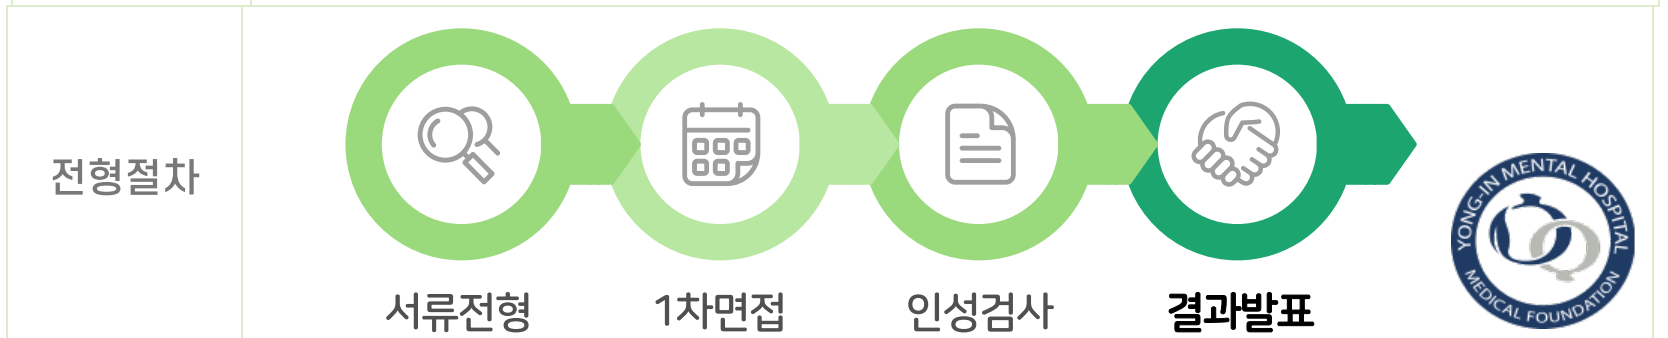 전형절차
서류전형
1차면접
인성검사
결과발표
YONG-IN MENTAL HOSPITAL
MEDICAL FOUNDATION